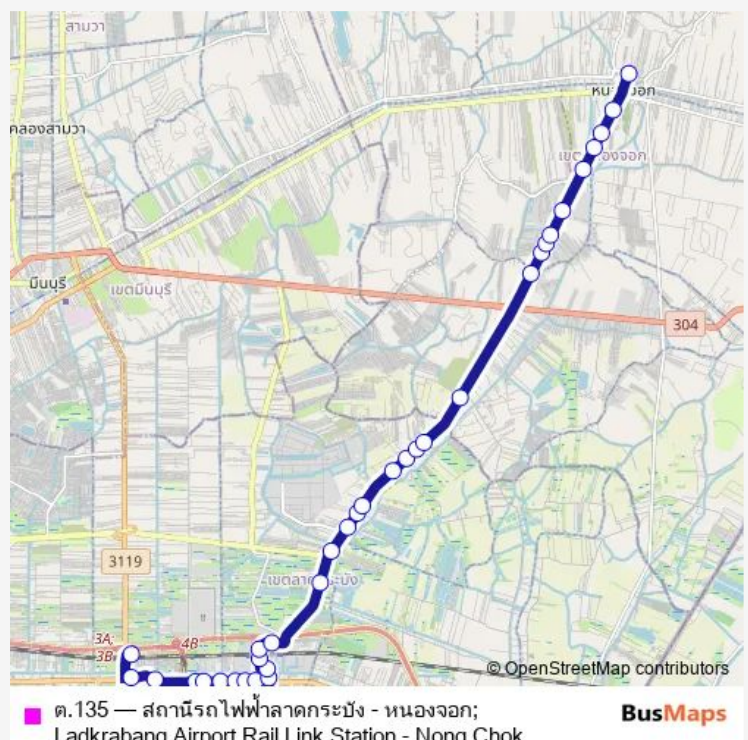 สามวา
หนองจอก
คลองสามวา
เขตหนองจอก
มีนบุรี
เขตมีนบุรี
304
3119
เขตลาดกระบัง
3A;
3B
4B
© OpenStreetMap contributors
ต.135 — สถานีรถไฟฟ้าลาดกระบัง - หนองจอก;
BusMaps
Ladkrabang Airport Rail Link Station - Nong Chok